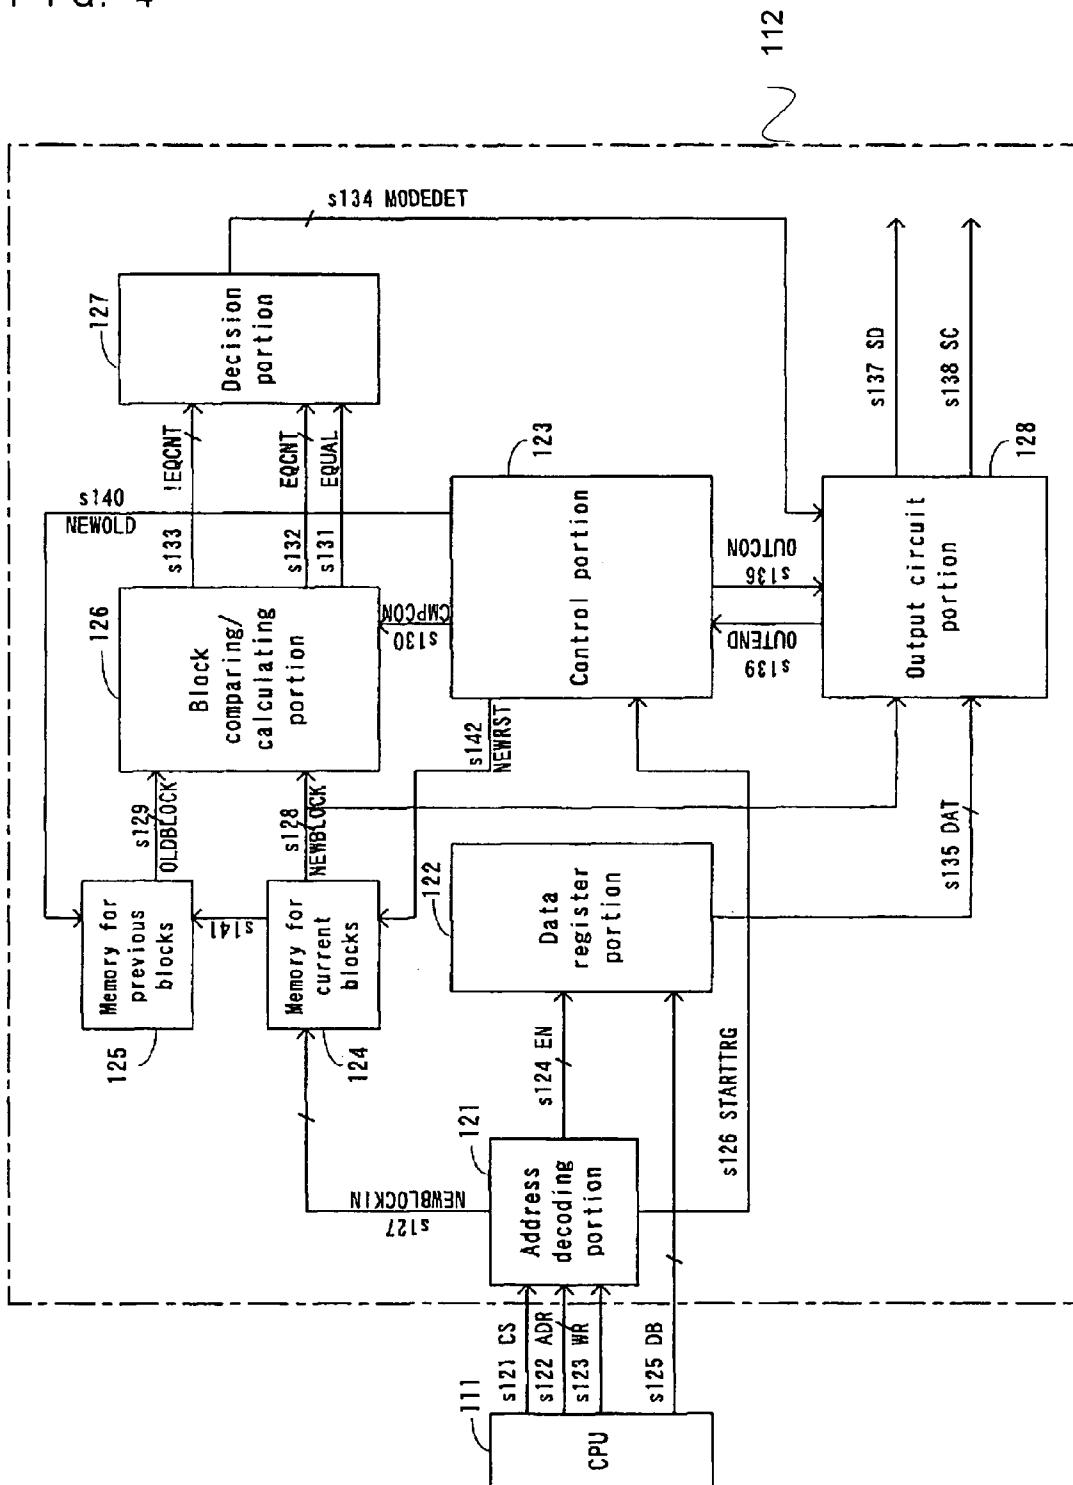 FIG. 4
112
s134 MODEDET
127
Decision
portion
s137 SD
s138 SC
!EQCNT
EQCNT
EQUAL
s140
NEWOLD
s133
s132
s131
123
128
126
Block
comparing/
calculating
portion
s130
CMPCON
Control portion
s136
OUTCON
s139
OUTEND
Output circuit
portion
s142
NEWRST
s129
OLDBLOCK
s128
NEWBLOCK
Memory for
previous
blocks
s141
Memory for
current
blocks
125
124
122
Data
register
portion
s135 DAT
s124 EN
s126 STARTTRG
s127
NEWBLOCKIN
121
Address
decoding
portion
s121 CS
s122 ADR
s123 WR
s125 DB
111
CPU